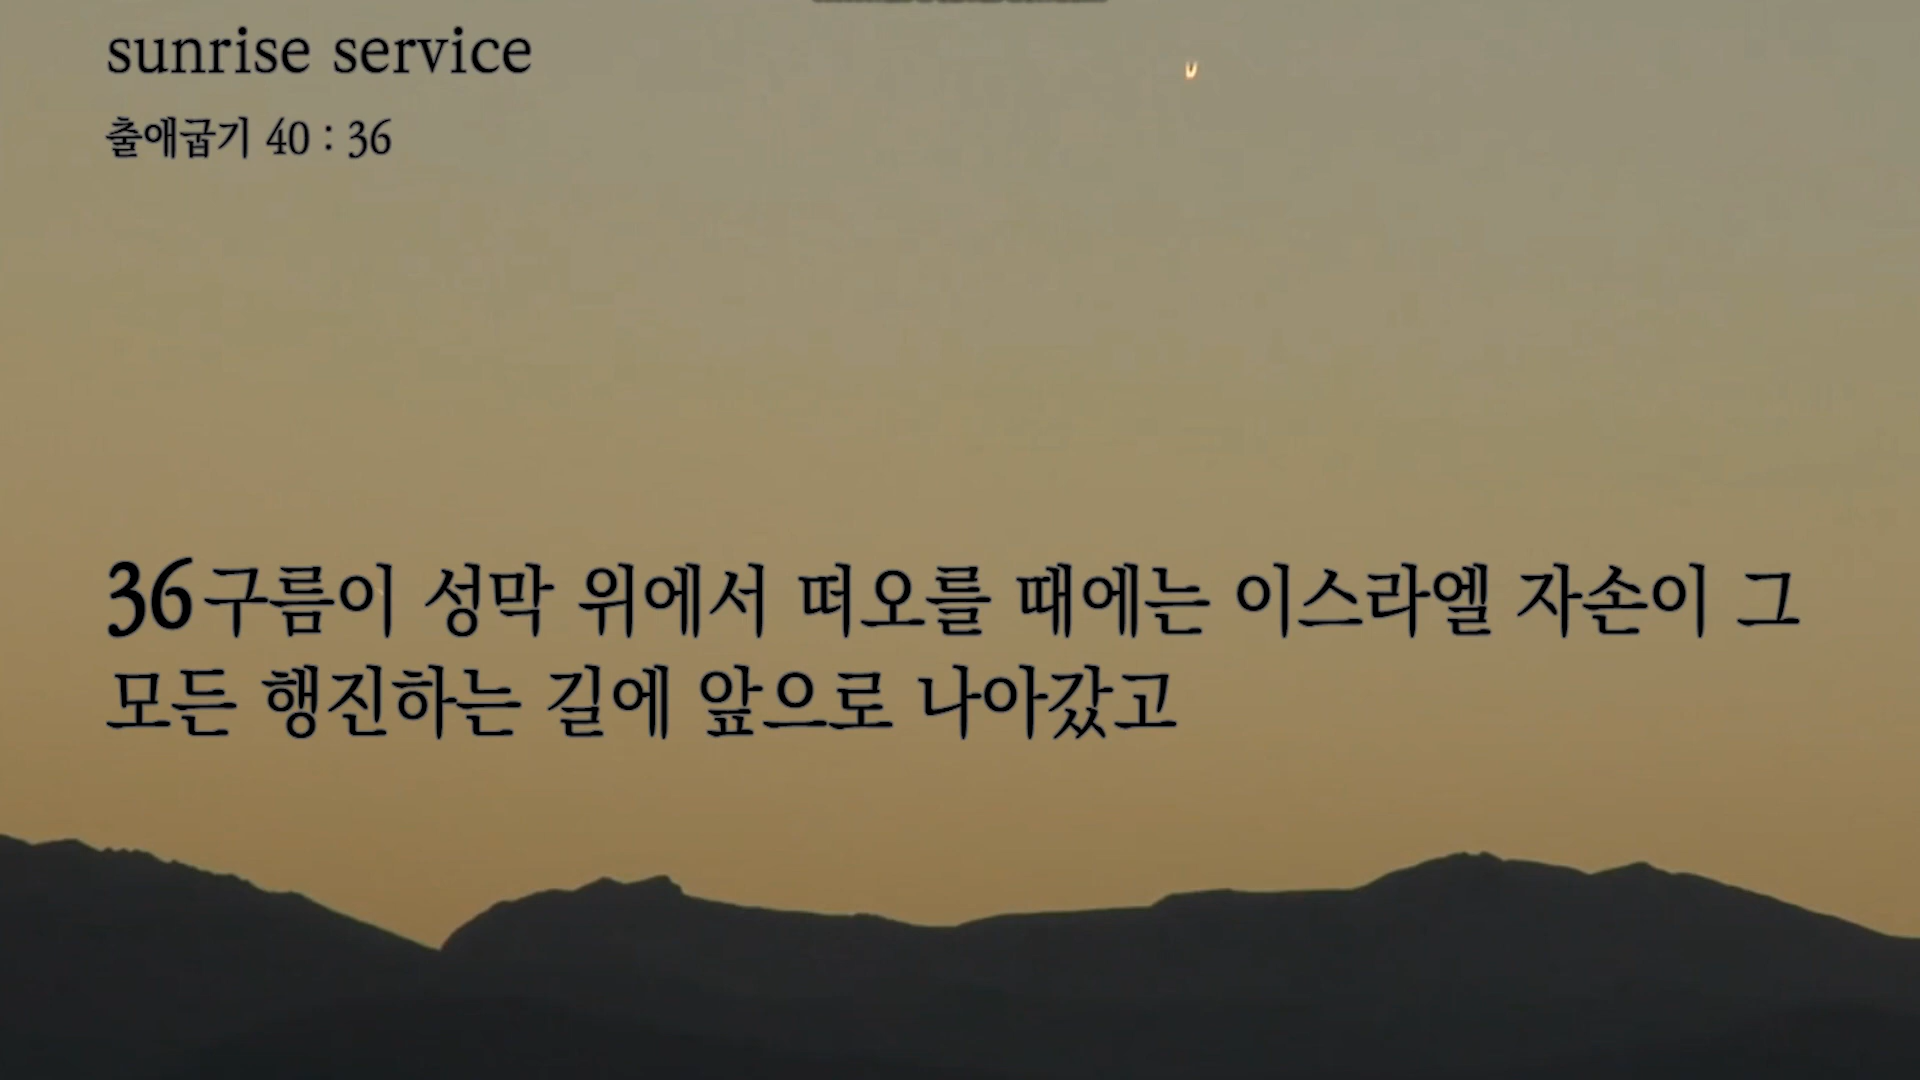 sunrise service
출애굽기 40 : 36
36구름이 성막 위에서 떠오를 때에는 이스라엘 자손이 그
모든 행진하는 길에 앞으로 나아갔고